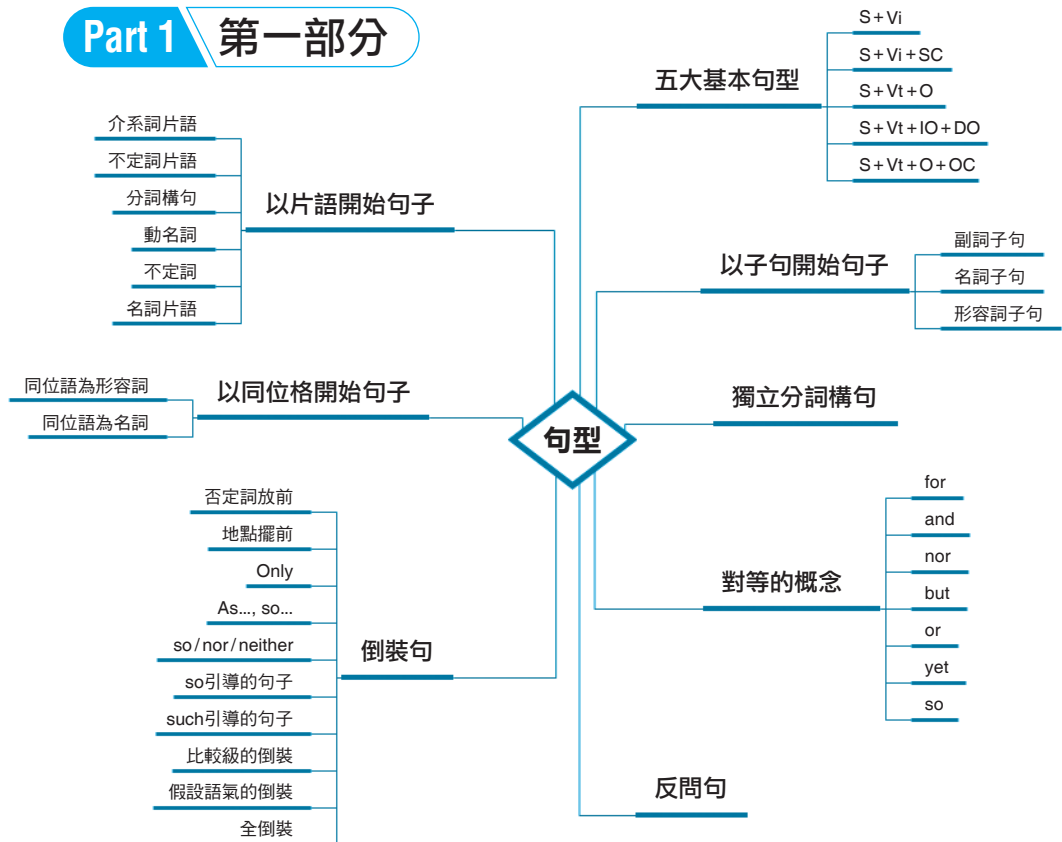 Part 1 第一部分
句型
五大基本句型
S+Vi
S+Vi+SC
S+Vt+O
S+Vt+IO+DO
S+Vt+O+OC
以子句開始句子
副詞子句
名詞子句
形容詞子句
獨立分詞構句
對等的概念
for
and
nor
but
or
yet
so
反問句
以片語開始句子
介系詞片語
不定詞片語
分詞構句
動名詞
不定詞
名詞片語
以同位格開始句子
同位語為形容詞
同位語為名詞
倒裝句
否定詞放前
地點擺前
Only
As..., so...
so/nor/neither
so引導的句子
such引導的句子
比較級的倒裝
假設語氣的倒裝
全倒裝